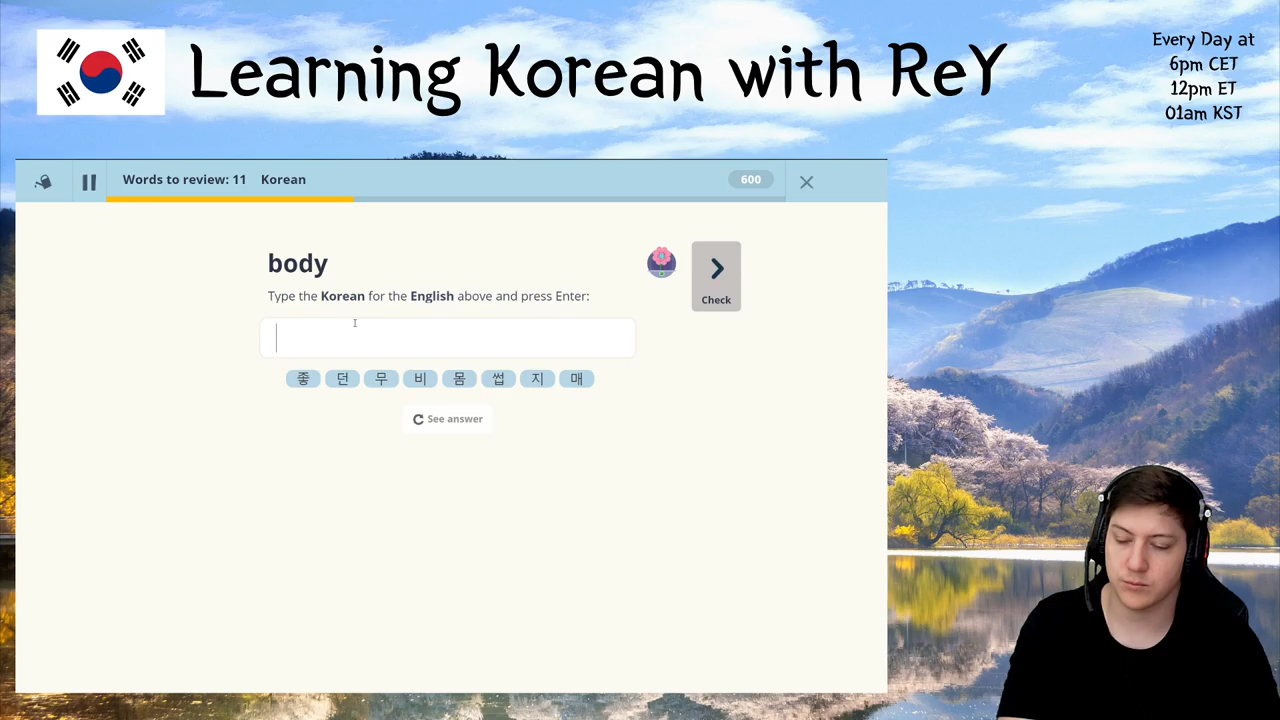 Learning Korean with ReY
Every Day at
6pm CET
12pm ET
01am KST
Words to review: 11 Korean
600
body
Type the Korean for the English above and press Enter:
Check
좋 던 무 비 몸 썹 지 매
See answer